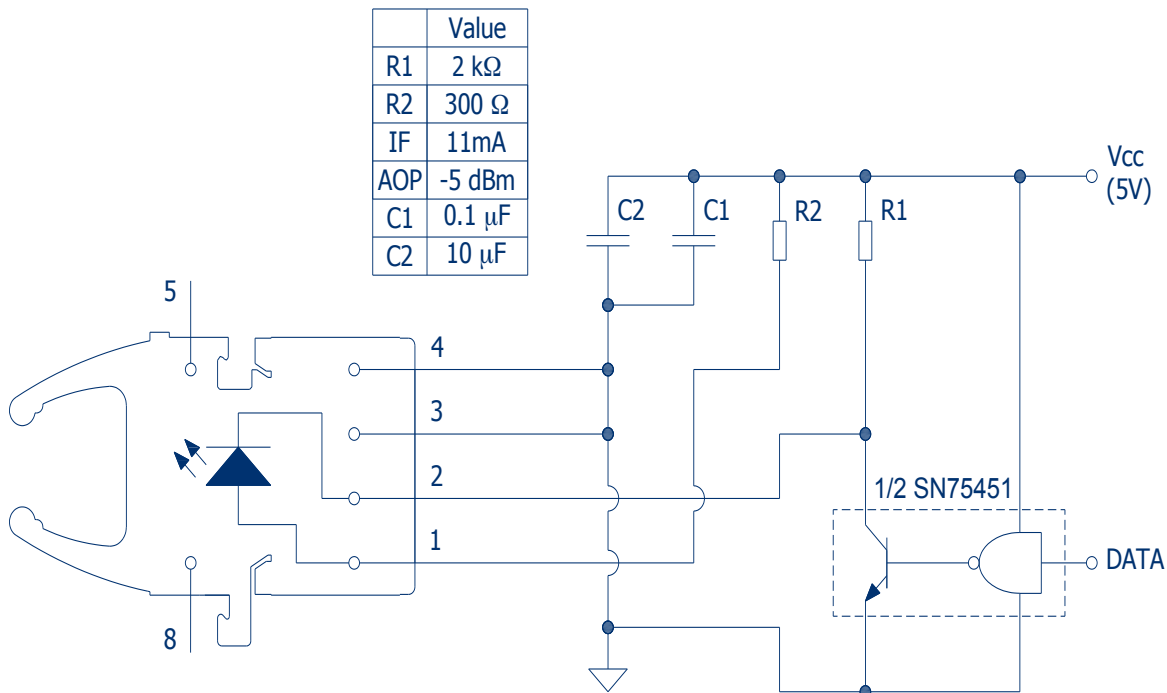 Value
R1 2 kΩ
R2 300 Ω
IF 11mA
AOP -5 dBm
C1 0.1 μF
C2 10 μF
Vcc
(5V)
C2 C1 R2 R1
5
4
3
2
1/2 SN75451
1
DATA
8